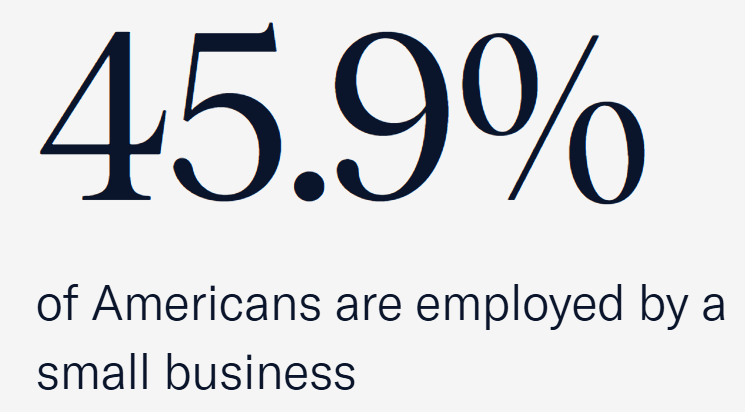 45.9%
of Americans are employed by a
small business